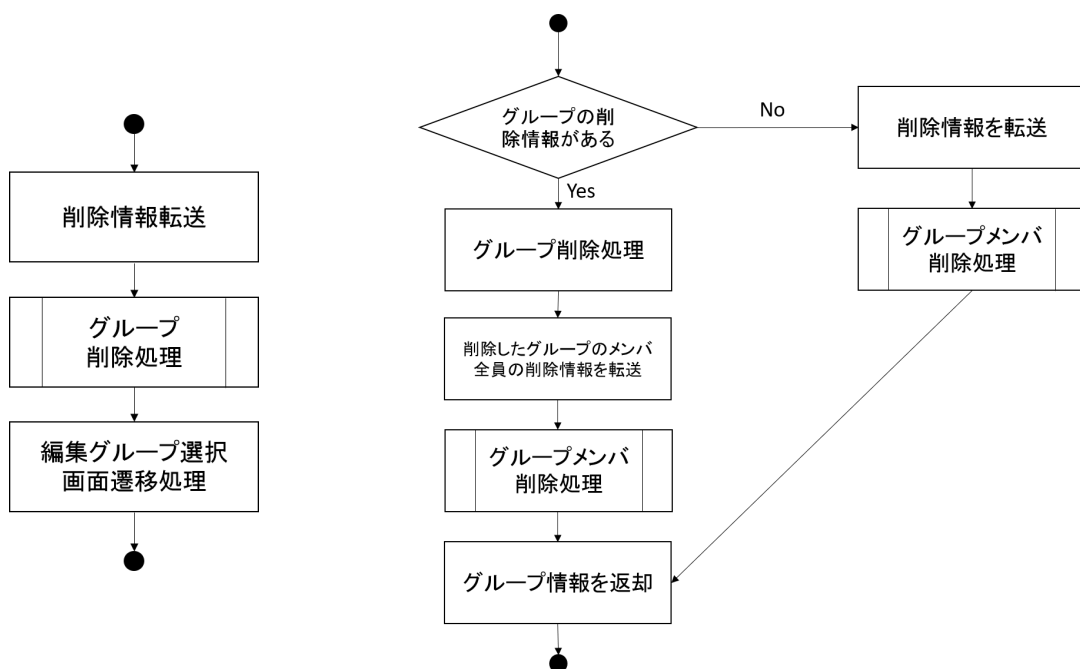 削除情報転送
グループ
削除処理
編集グループ選択
画面遷移処理
グループの削
除情報がある
No
Yes
グループ削除処理
削除したグループのメンバ
全員の削除情報を転送
グループメンバ
削除処理
グループ情報を返却
削除情報を転送
グループメンバ
削除処理